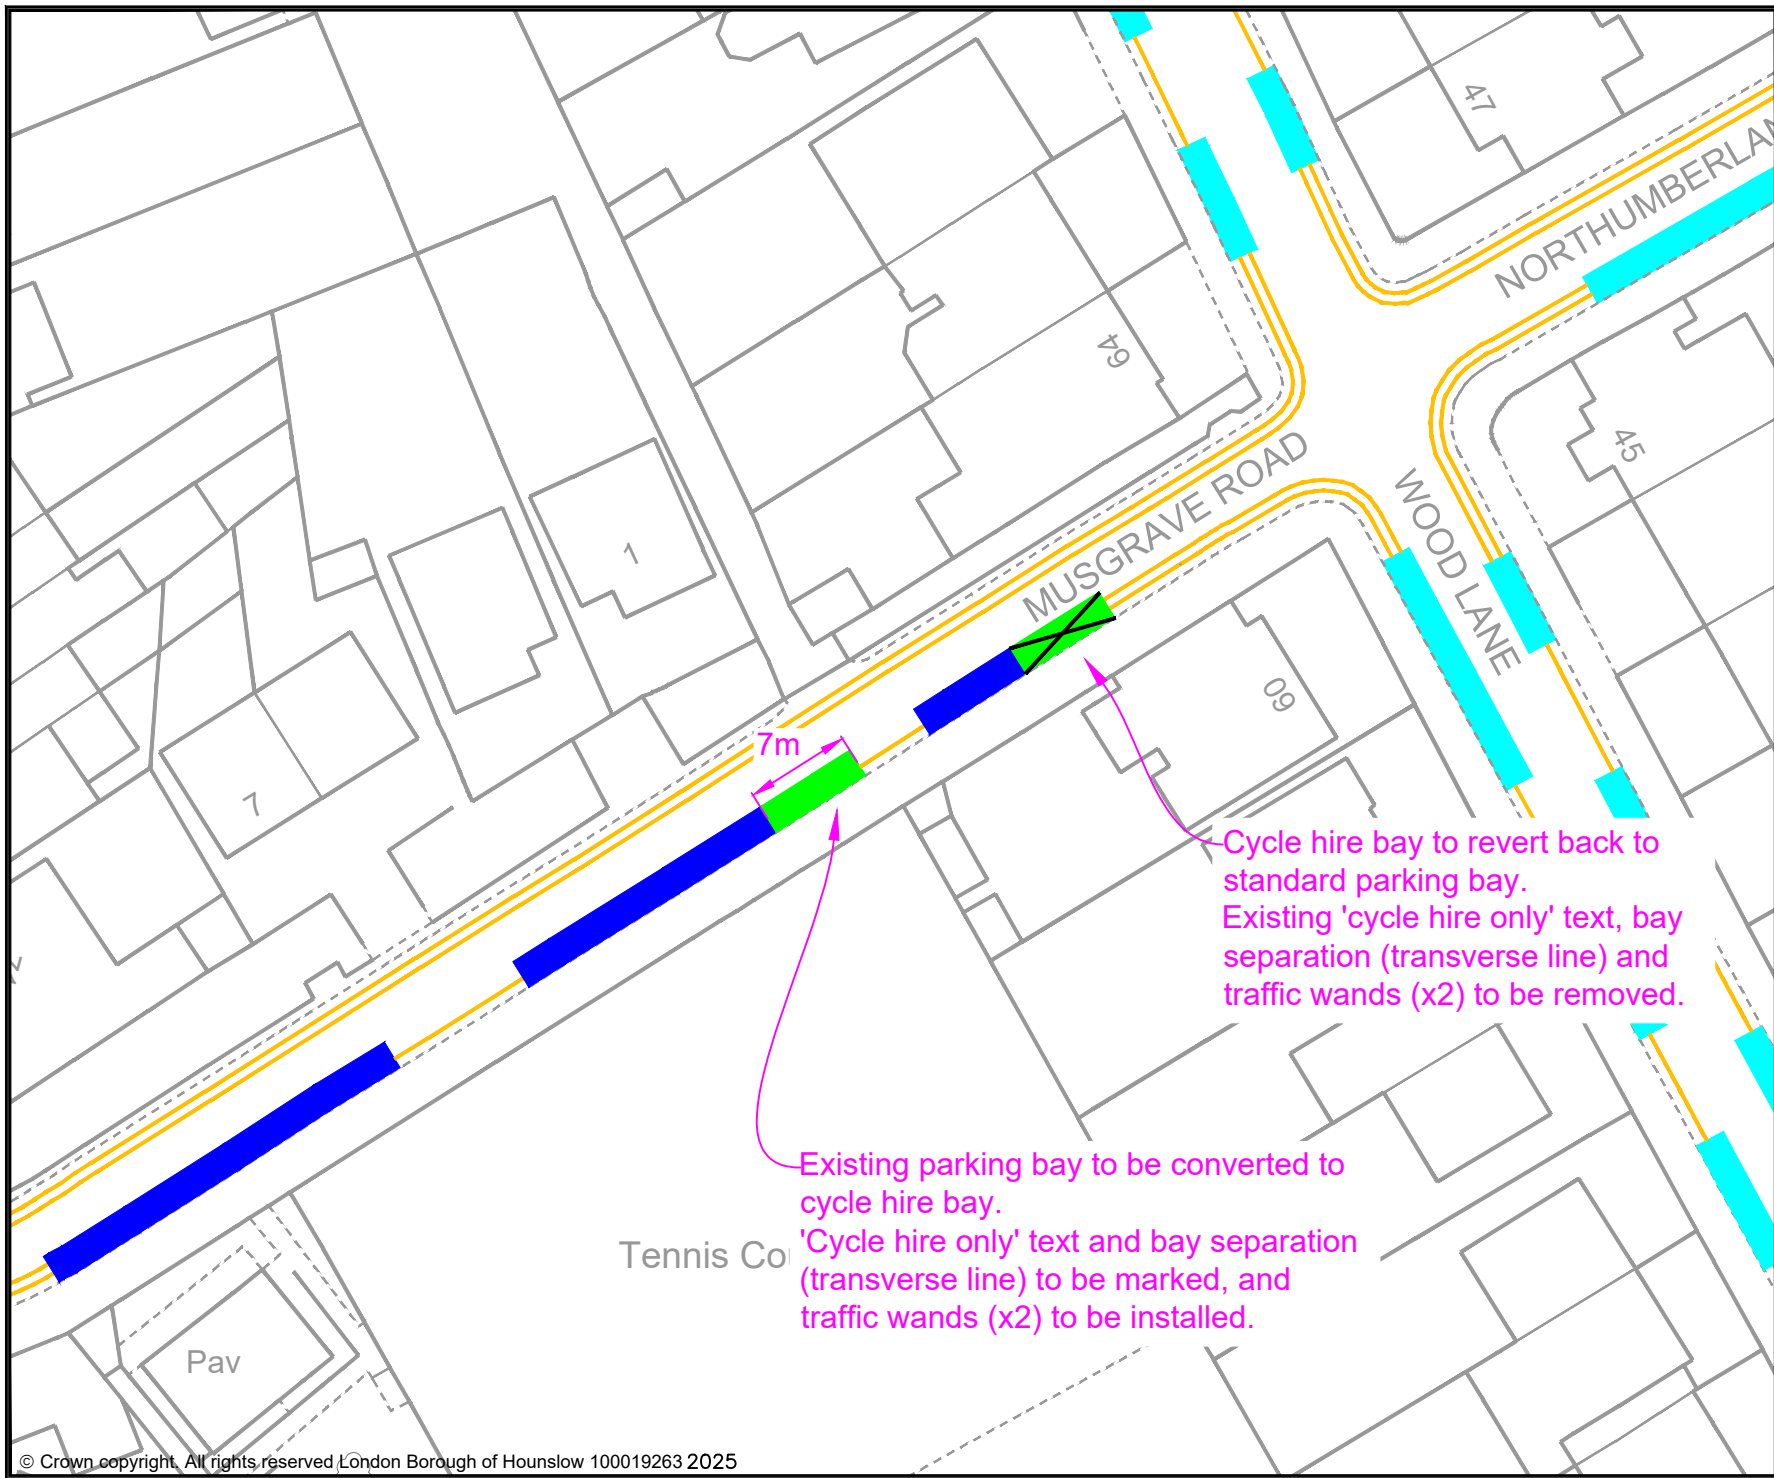 47
NORTHUMBERLAN
64
45
MUSGRAVE ROAD
WOOD LANE
1
60
7m
7
Cycle hire bay to revert back to
standard parking bay.
Existing 'cycle hire only' text, bay
separation (transverse line) and
traffic wands (x2) to be removed.
Existing parking bay to be converted to
cycle hire bay.
'Cycle hire only' text and bay separation
(transverse line) to be marked, and
traffic wands (x2) to be installed.
Tennis Co
Pav
© Crown copyright. All rights reserved London Borough of Hounslow 100019263 2025